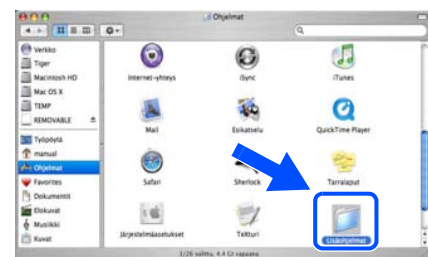 Ohjelmat
Verkko
Tiger
Macintosh HD
Mac OS X
TEMP
REMOVABLE
Työpöytä
manual
Ohjelmat
Favorites
Dokumentit
Elokuvat
Musiikki
Kuvat
Internet-yhteys
iSync
iTunes
Mail
Esikatselu
QuickTime Player
Safari
Sherlock
Tarralaput
Järjestelmäasetukset
TeXturi
Lisäohjelmat
1/26 valittu, 4,4 Gt vapaana